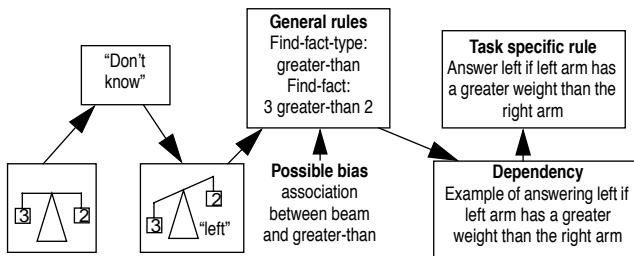 “Don’t
know”
3
2
3
2
“left”
General rules
Find-fact-type:
greater-than
Find-fact:
3 greater-than 2
Possible bias
association
between beam
and greater-than
Task specific rule
Answer left if left arm has
a greater weight than the
right arm
Dependency
Example of answering left if
left arm has a greater
weight than the right arm